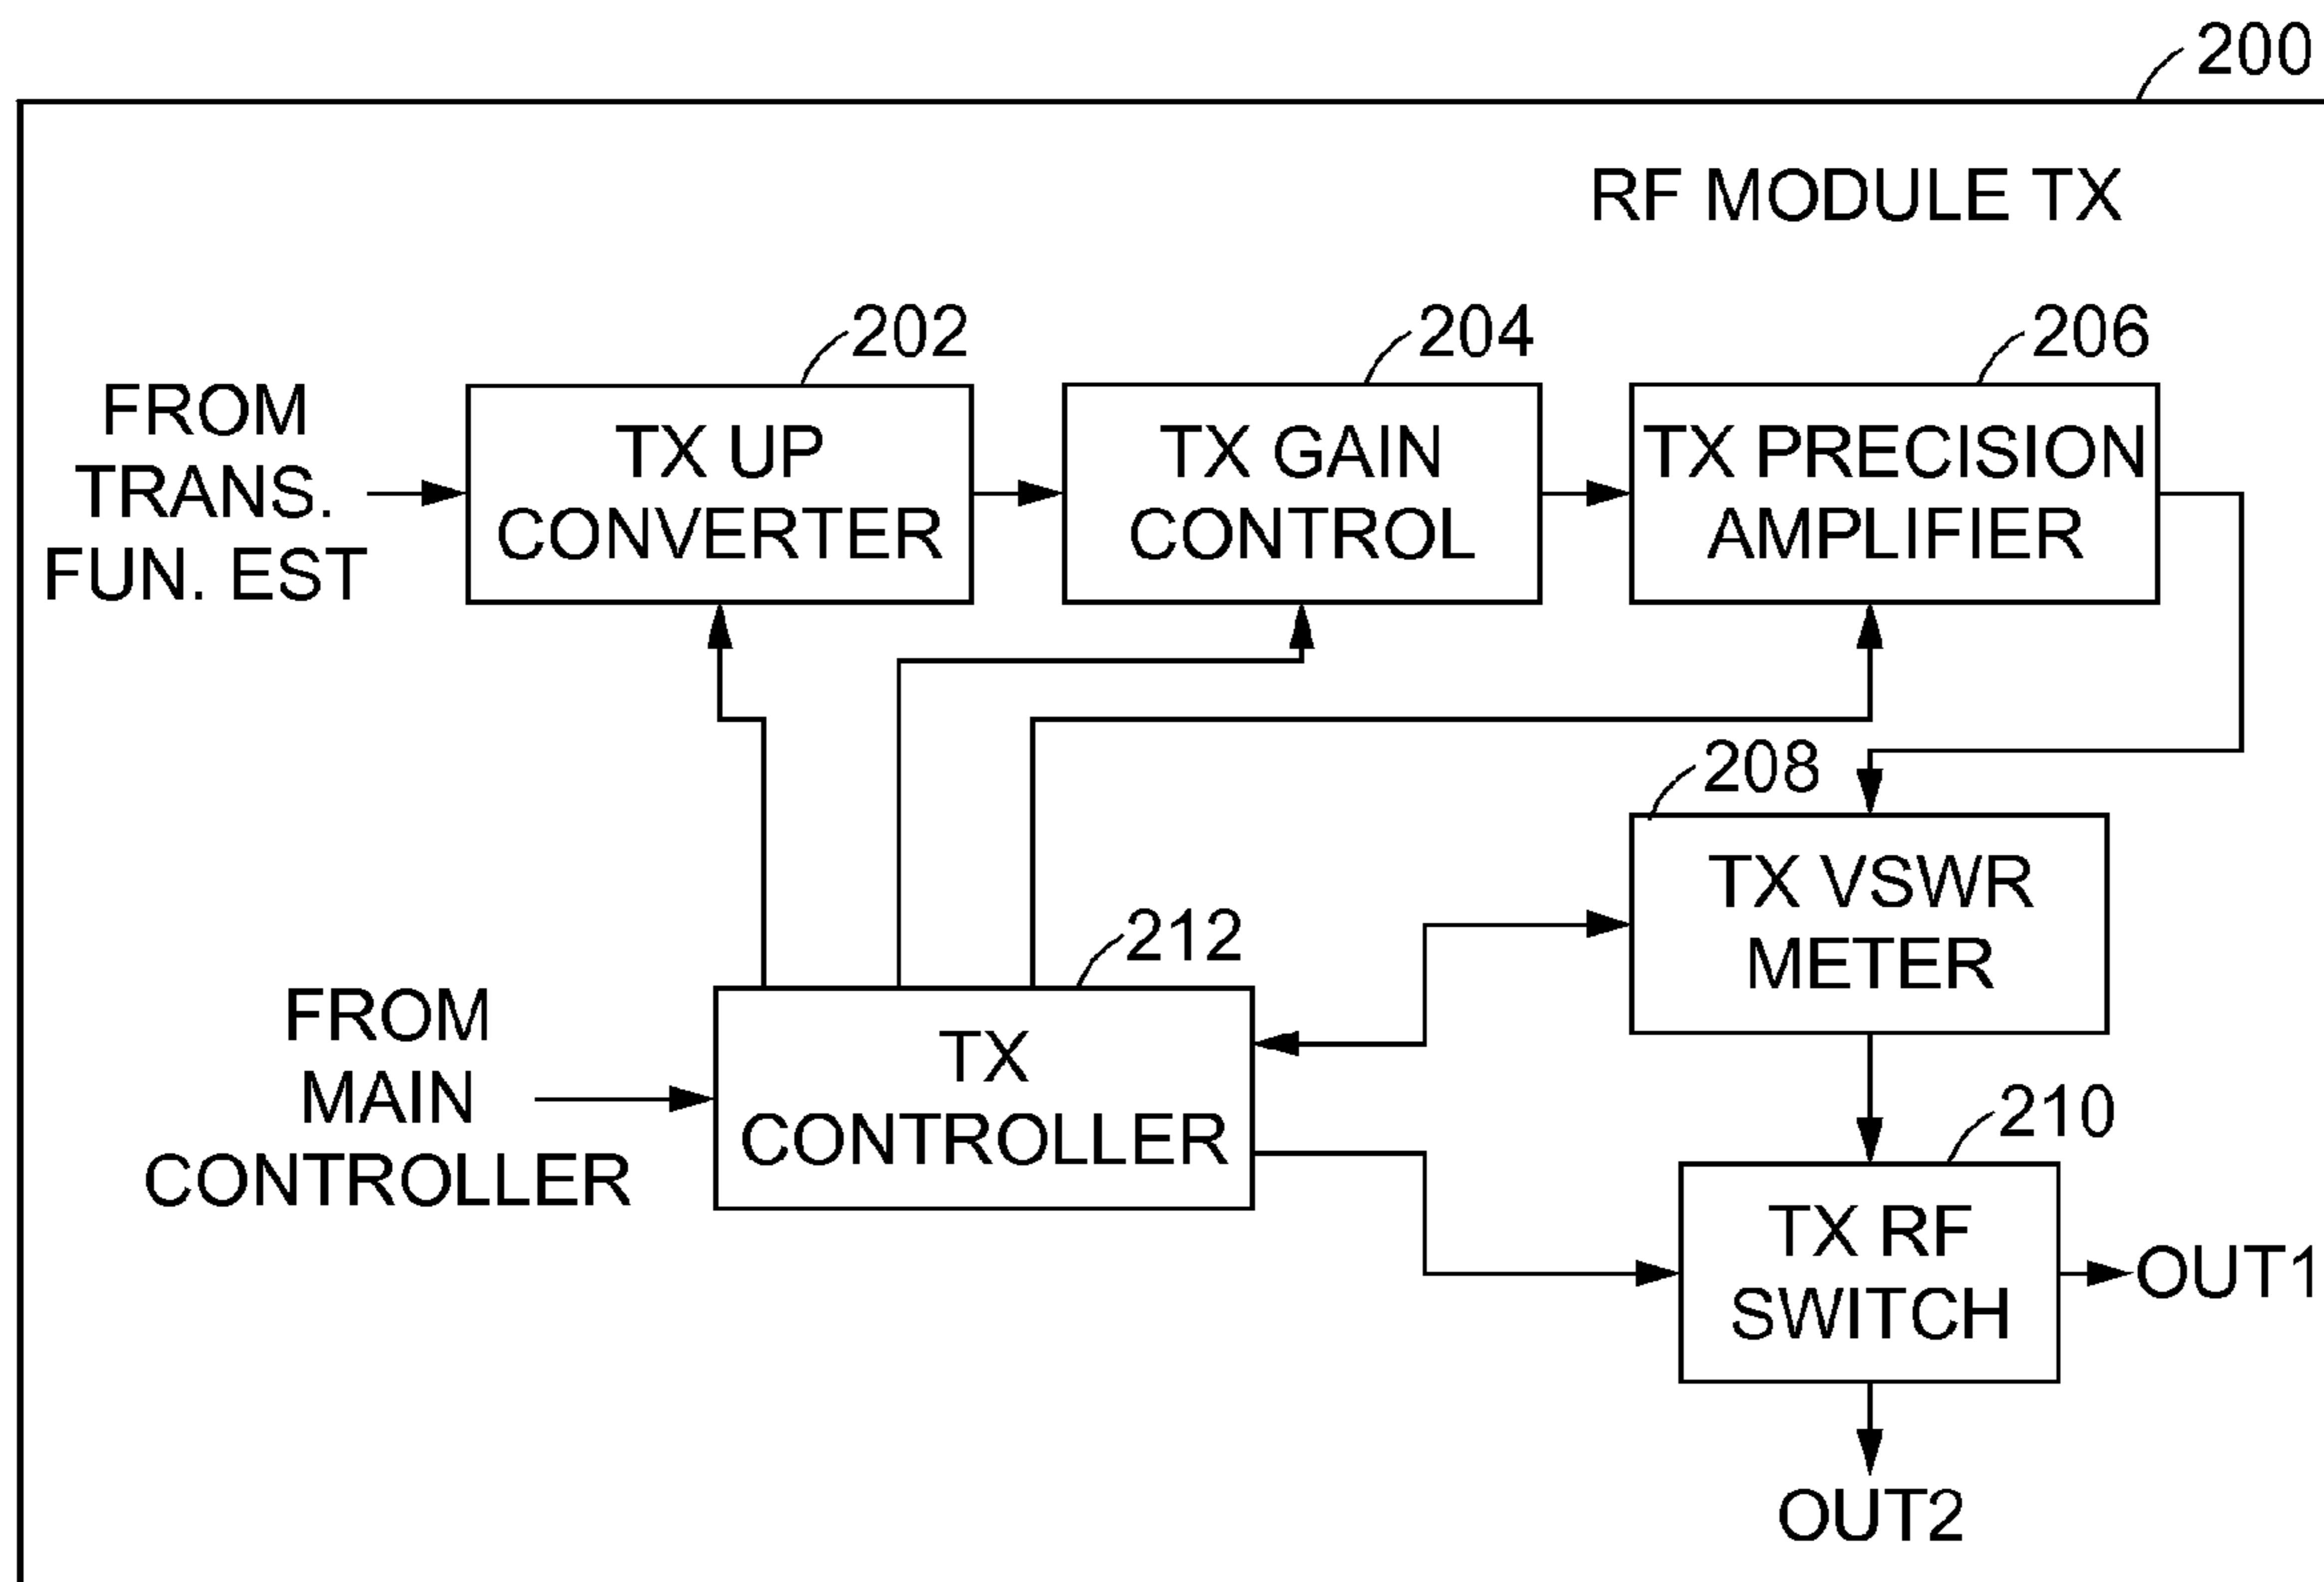 200
RF MODULE TX
202
204
206
FROM
TRANS.
FUN. EST
TX UP
CONVERTER
TX GAIN
CONTROL
TX PRECISION
AMPLIFIER
208
TX VSWR
METER
212
FROM
MAIN
CONTROLLER
TX
CONTROLLER
210
TX RF
SWITCH
OUT1
OUT2